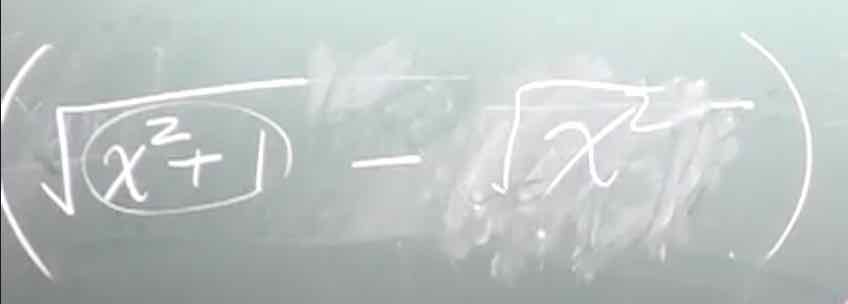 (√(x²+1) - √x²)